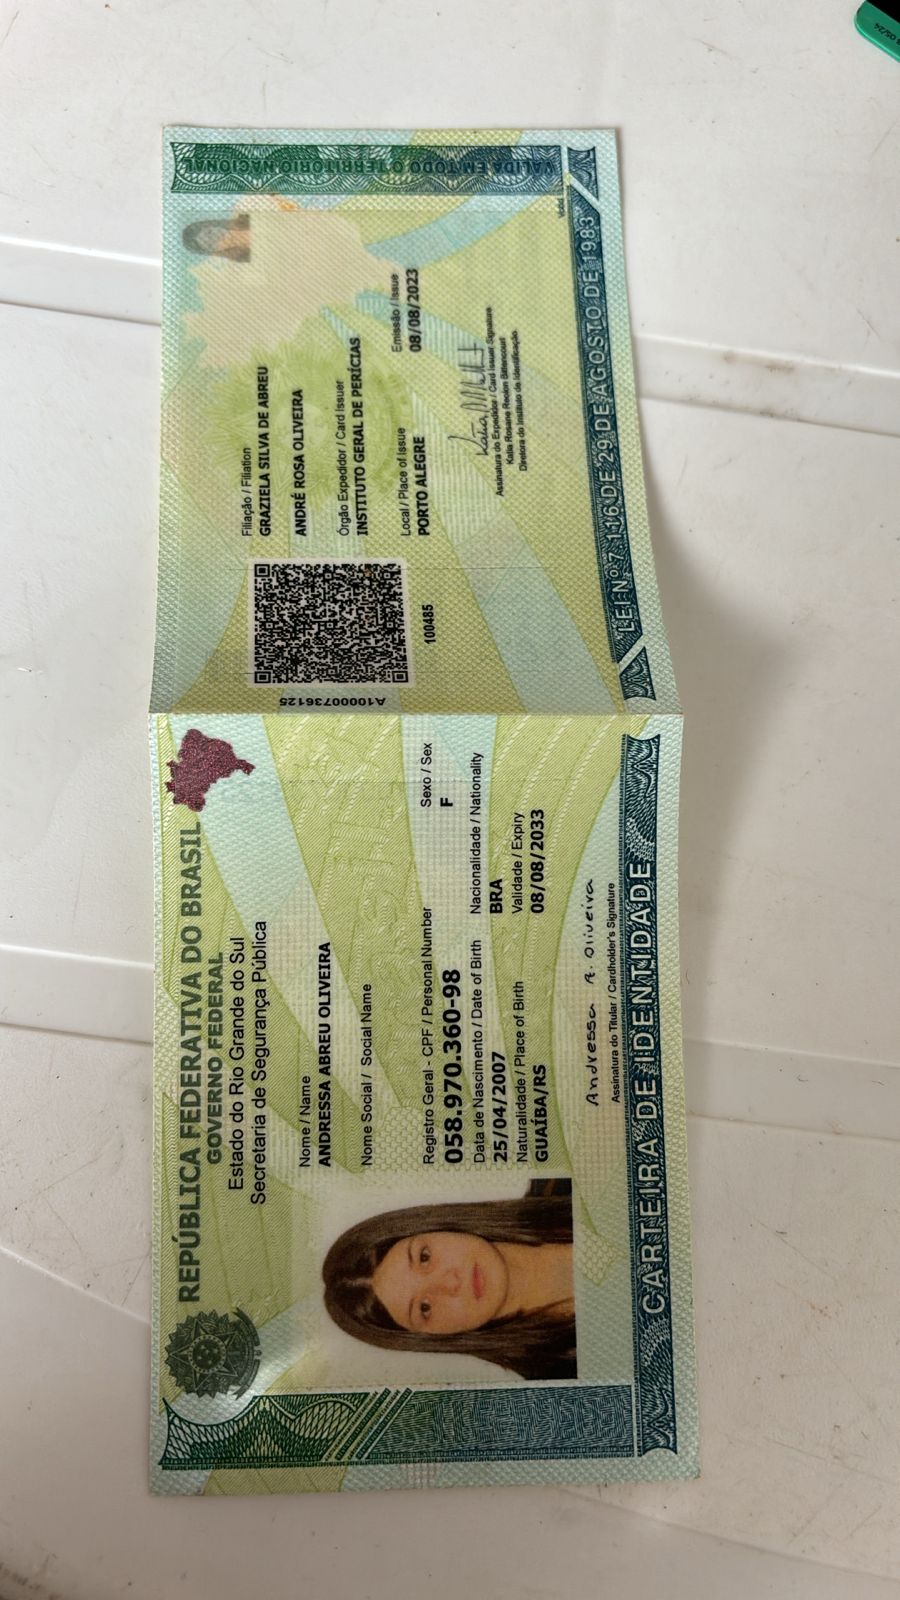 REPÚBLICA FEDERATIVA DO BRASIL
GOVERNO FEDERAL
Estado do Rio Grande do Sul
Secretaria de Segurança Pública
Nome / Name
ANDRESSA ABREU OLIVEIRA
Nome Social / Social Name
Registro Geral - CPF / Personal Number
Sexo / Sex
058.970.360-98
F
Data de Nascimento / Date of Birth
Nacionalidade / Nationality
25/04/2007
BRA
Naturalidade / Place of Birth
Validade / Expiry
GUAÍBA/RS
08/08/2033
Andressa A. Oliveira
Assinatura do Titular / Cardholder's Signature
CARTEIRA DE IDENTIDADE
A10000736125
100485
Filiação / Filiation
GRAZIELA SILVA DE ABREU
ANDRÉ ROSA OLIVEIRA
Órgão Expedidor / Card Issuer
INSTITUTO GERAL DE PERÍCIAS
Local / Place of Issue
Emissão / Issue
PORTO ALEGRE
08/08/2023
Assinatura do Expedidor / Card Issuer Signature
Katia Rosane Reolon Bittencourt
Diretora do Instituto de Identificação
LEI Nº 7.116 DE 29 DE AGOSTO DE 1983
VÁLIDA EM TODO O TERRITÓRIO NACIONAL
05/24